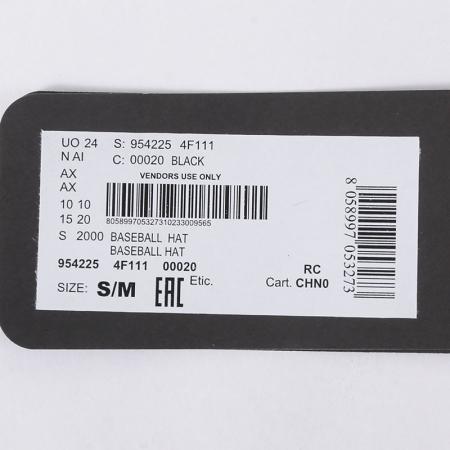 UO 24 S: 954225 4F111
N AI C: 00020 BLACK
AX VENDORS USE ONLY
AX
10 10
15 20 805899705327310233009565
S 2000 BASEBALL HAT
BASEBALL HAT
954225 4F111 00020
SIZE: S/M EAC Etic.
RC
Cart. CHN0
8 058997 053273